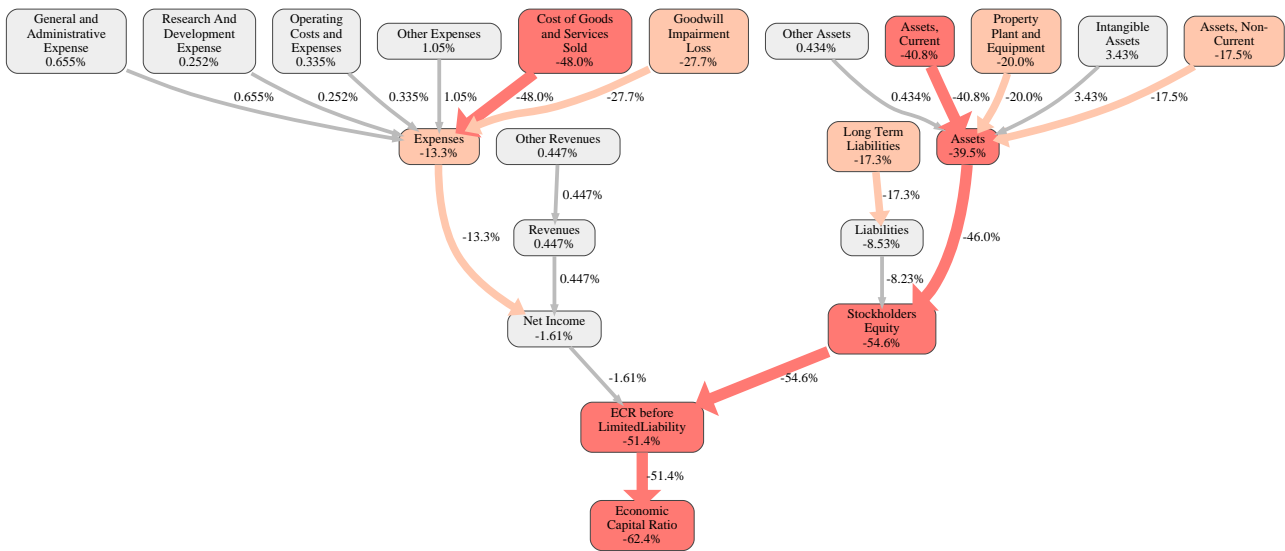 General and
Administrative
Expense
0.655%
Research And
Development
Expense
0.252%
Operating
Costs and
Expenses
0.335%
Other Expenses
1.05%
Cost of Goods
and Services
Sold
-48.0%
Goodwill
Impairment
Loss
-27.7%
Other Assets
0.434%
Assets,
Current
-40.8%
Property
Plant and
Equipment
-20.0%
Intangible
Assets
3.43%
Assets, Non-
Current
-17.5%
0.655%
0.252%
0.335%
1.05%
-48.0%
-27.7%
0.434%
-40.8%
-20.0%
3.43%
-17.5%
Expenses
-13.3%
Other Revenues
0.447%
Long Term
Liabilities
-17.3%
Assets
-39.5%
0.447%
-17.3%
-13.3%
Revenues
0.447%
Liabilities
-8.53%
-46.0%
0.447%
-8.23%
Net Income
-1.61%
Stockholders
Equity
-54.6%
-1.61%
-54.6%
ECR before
LimitedLiability
-51.4%
-51.4%
Economic
Capital Ratio
-62.4%